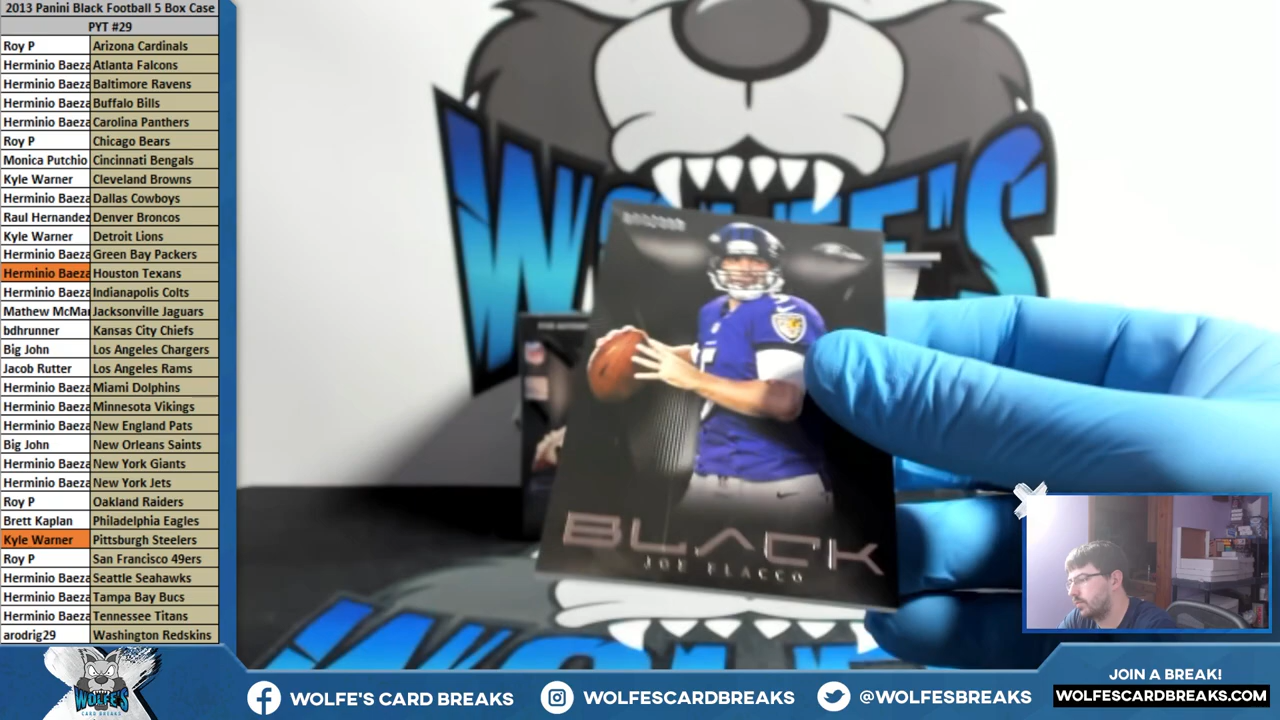 2013 Panini Black Football 5 Box Case
PYT #29
Roy P Arizona Cardinals
Herminio Baeza Atlanta Falcons
Herminio Baeza Baltimore Ravens
Herminio Baeza Buffalo Bills
Herminio Baeza Carolina Panthers
Roy P Chicago Bears
Monica Putchio Cincinnati Bengals
Kyle Warner Cleveland Browns
Herminio Baeza Dallas Cowboys
Raul Hernandez Denver Broncos
Kyle Warner Detroit Lions
Herminio Baeza Green Bay Packers
Herminio Baeza Houston Texans
Herminio Baeza Indianapolis Colts
Mathew McMar Jacksonville Jaguars
bdhrunner Kansas City Chiefs
Big John Los Angeles Chargers
Jacob Rutter Los Angeles Rams
Herminio Baeza Miami Dolphins
Herminio Baeza Minnesota Vikings
Herminio Baeza New England Pats
Big John New Orleans Saints
Herminio Baeza New York Giants
Herminio Baeza New York Jets
Roy P Oakland Raiders
Brett Kaplan Philadelphia Eagles
Kyle Warner Pittsburgh Steelers
Roy P San Francisco 49ers
Herminio Baeza Seattle Seahawks
Herminio Baeza Tampa Bay Bucs
Herminio Baeza Tennessee Titans
arodrig29 Washington Redskins
WOLFE'S
BLACK
JOE FLACCO
WOLFE'S
CARD BREAKS
WOLFE'S CARD BREAKS
WOLFESCARDBREAKS
@WOLFESBREAKS
JOIN A BREAK!
WOLFESCARDBREAKS.COM